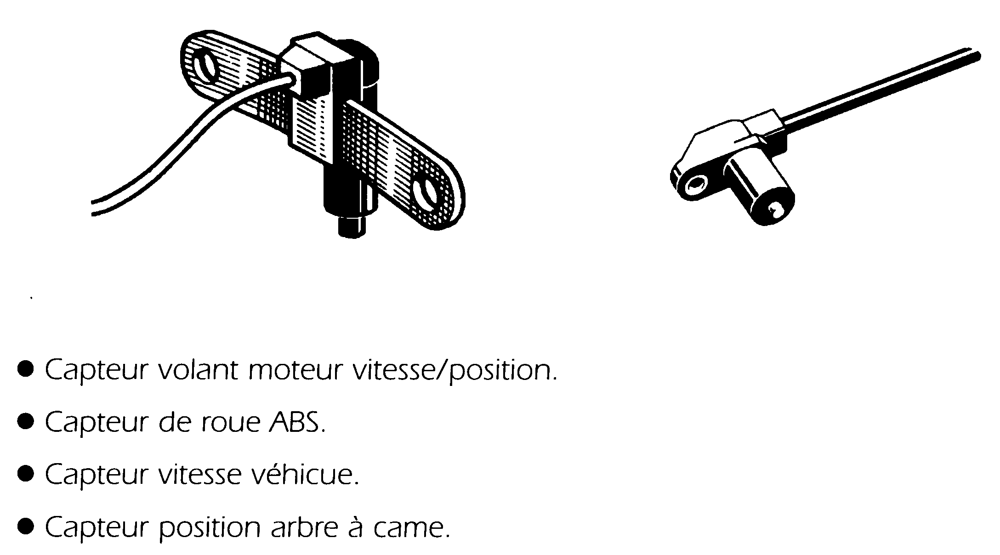 ● Capteur volant moteur vitesse/position.
● Capteur de roue ABS.
● Capteur vitesse véhicue.
● Capteur position arbre à came.